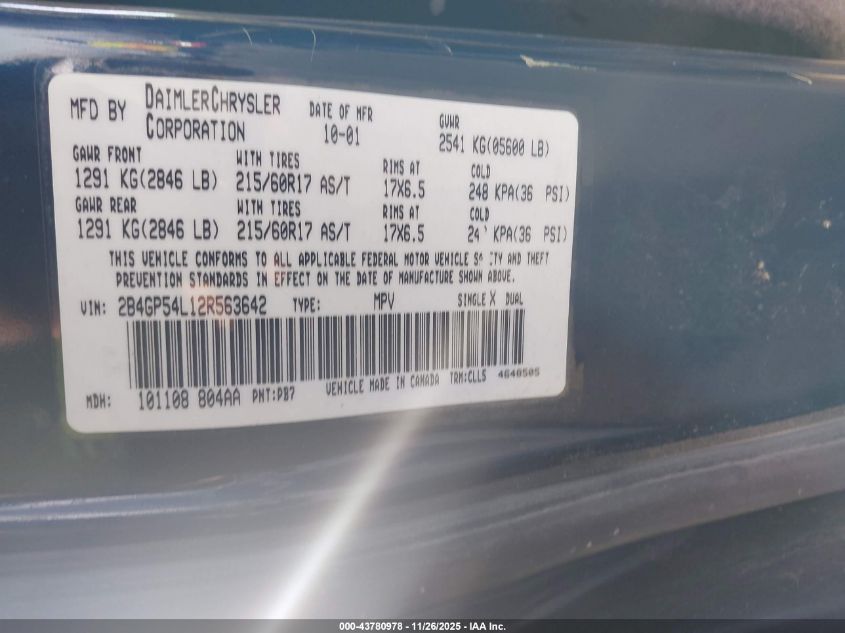 MFD BY DAIMLERCHRYSLER CORPORATION DATE OF MFR 10-01 GVWR 2541 KG(05600 LB)
GAWR FRONT WITH TIRES RIMS AT COLD
1291 KG(2846 LB) 215/60R17 AS/T 17X6.5 248 KPA(36 PSI)
GAWR REAR WITH TIRES RIMS AT COLD
1291 KG(2846 LB) 215/60R17 AS/T 17X6.5 24 KPA(36 PSI)
THIS VEHICLE CONFORMS TO ALL APPLICABLE FEDERAL MOTOR VEHICLE AND THEFT
PREVENTION STANDARDS IN EFFECT ON THE DATE OF MANUFACTURE SHOWN ABOVE.
VIN: 2B4GP54L12R563642 TYPE: MPV SINGLE X DUAL
MDH: 101108 804AA PNT:PB7 VEHICLE MADE IN CANADA TRM:CLL5 4640505
000-43780978 - 11/26/2025 - IAA Inc.